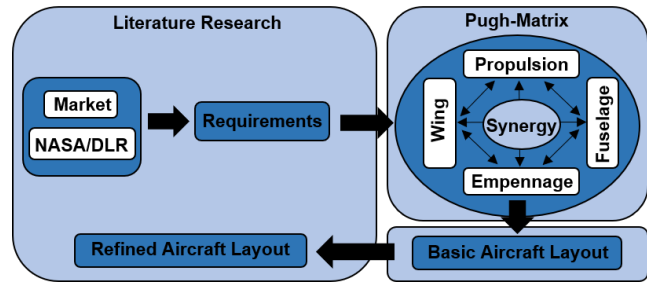 Literature Research
Pugh-Matrix
Market
NASA/DLR
Requirements
Propulsion
Wing
Synergy
Fuselage
Empennage
Refined Aircraft Layout
Basic Aircraft Layout